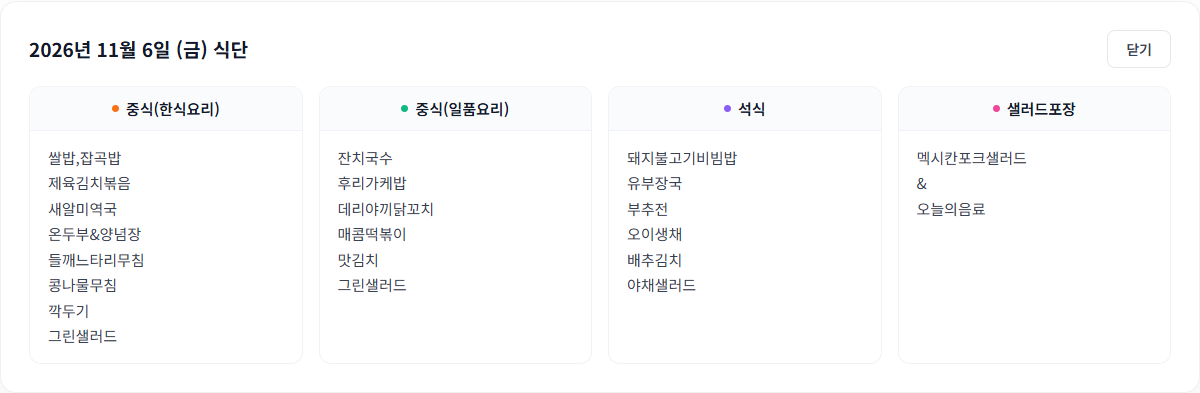 2026년 11월 6일 (금) 식단
닫기
중식(한식요리)
쌀밥,잡곡밥
제육김치볶음
새알미역국
온두부&양념장
들깨느타리무침
콩나물무침
깍두기
그린샐러드
중식(일품요리)
잔치국수
후리가케밥
데리야끼닭꼬치
매콤떡볶이
맛김치
그린샐러드
석식
돼지불고기비빔밥
유부장국
부추전
오이생채
배추김치
야채샐러드
샐러드포장
멕시칸포크샐러드
&
오늘의음료